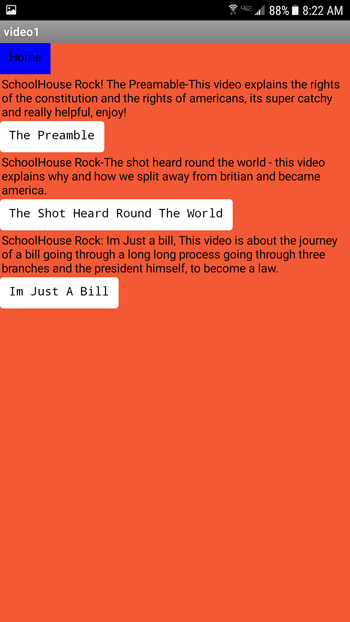 88% 8:22 AM
video1
Home
SchoolHouse Rock! The Preamable-This video explains the rights
of the constitution and the rights of americans, its super catchy
and really helpful, enjoy!
The Preamble
SchoolHouse Rock-The shot heard round the world - this video
explains why and how we split away from britian and became
america.
The Shot Heard Round The World
SchoolHouse Rock: Im Just a bill, This video is about the journey
of a bill going through a long long process going through three
branches and the president himself, to become a law.
Im Just A Bill